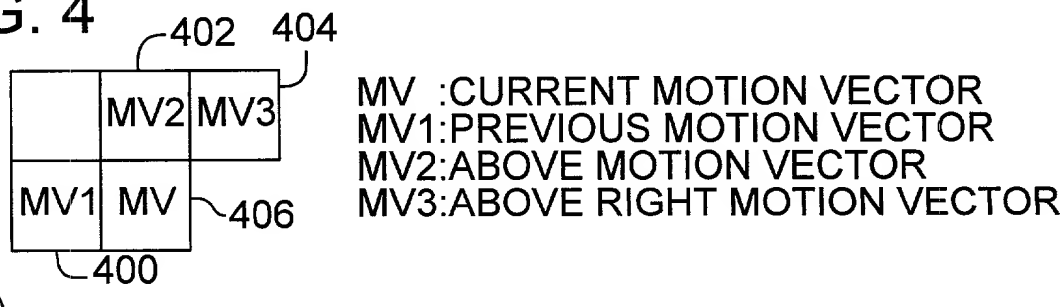 G. 4
402 404
MV2 MV3
MV1 MV
406
400
MV :CURRENT MOTION VECTOR
MV1:PREVIOUS MOTION VECTOR
MV2:ABOVE MOTION VECTOR
MV3:ABOVE RIGHT MOTION VECTOR